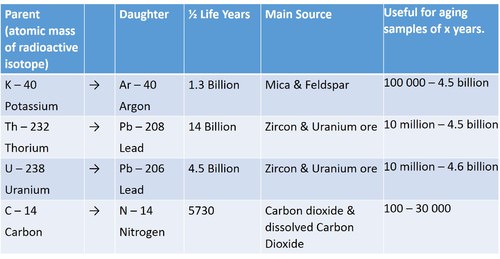 Parent → Daughter ½ Life Years Main Source Useful for aging
(atomic mass samples of x years.
of radioactive
isotope)
K – 40 → Ar – 40 1.3 Billion Mica & Feldspar 100 000 – 4.5 billion
Potassium Argon
Th – 232 → Pb – 208 14 Billion Zircon & Uranium ore 10 million – 4.5 billion
Thorium Lead
U – 238 → Pb – 206 4.5 Billion Zircon & Uranium ore 10 million – 4.6 billion
Uranium Lead
C – 14 → N – 14 5730 Carbon dioxide & 100 – 30 000
Carbon Nitrogen dissolved Carbon
Dioxide